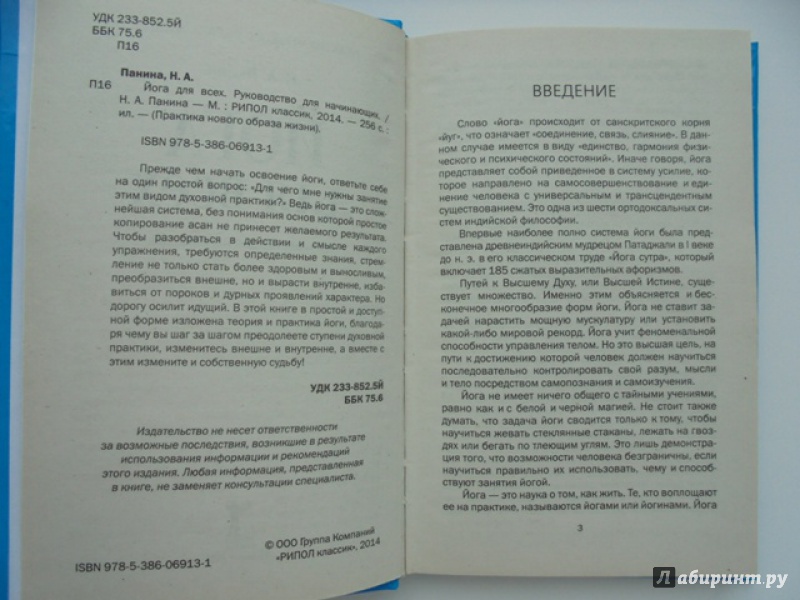 УДК 233-852.5Й
ББК 75.6
П16
Панина, Н. А.
П16
Йога для всех. Руководство для начинающих. /
Н. А. Панина — М. : РИПОЛ классик, 2014. — 256 с. :
ил. — (Практика нового образа жизни).
ISBN 978-5-386-06913-1
Прежде чем начать освоение йоги, ответьте себе
на один простой вопрос: «Для чего мне нужны занятие
этим видом духовной практики?» Ведь йога — это слож-
нейшая система, без понимания основ которой простое
копирование асан не принесет желаемого результата.
Чтобы разобраться в действии и смысле каждого
упражнения, требуются определенные знания, стрем-
ление не только стать более здоровым и выносливым,
преобразиться внешне, но и вырасти внутренне, изба-
виться от пороков и дурных проявлений характера. Но
дорогу осилит идущий. В этой книге в простой и доступ-
ной форме изложена теория и практика йоги, благода-
ря чему вы шаг за шагом преодолеете ступени духовной
практики, изменитесь внешне и внутренне, а вместе с
этим измените и собственную судьбу!
УДК 233-852.5Й
ББК 75.6
Издательство не несет ответственности
за возможные последствия, возникшие в результате
использования информации и рекомендаций
этого издания. Любая информация, представленная
в книге, не заменяет консультации специалиста.
© ООО Группа Компаний
«РИПОЛ классик», 2014
ISBN 978-5-386-06913-1
ВВЕДЕНИЕ
Слово «йога» происходит от санскритского корня
«йуг», что означает «соединение, связь, слияние». В дан-
ном случае имеется в виду «единство, гармония физи-
ческого и психического состояний». Иначе говоря, йога
представляет собой приведенное в систему усилие, ко-
торое направлено на самосовершенствование и едине-
ние человека с универсальным и трансцендентным
существованием. Это одна из шести ортодоксальных сис-
тем индийской философии.
Впервые наиболее полно система йоги была пред-
ставлена древнеиндийским мудрецом Патаджали в I веке
до н. э. в его классическом труде «Йога сутра», который
включает 185 сжатых выразительных афоризмов.
Путей к Высшему Духу, или Высшей Истине, суще-
ствует множество. Именно этим объясняется и беско-
нечное многообразие форм йоги. Йога не ставит за-
дачей нарастить мощную мускулатуру или установить
какой-либо мировой рекорд. Йога учит феноменальной
способности управления телом. Но это высшая цель, на
пути к достижению которой человек должен научиться
последовательно контролировать свой разум, мысли
и тело посредством самопознания и самоизучения.
Йога не имеет ничего общего с тайными учениями,
равно как и с белой и черной магией. Не стоит также
думать, что задача йоги сводится только к тому, чтобы
научиться жевать стеклянные стаканы, лежать на гвоз-
дях или бегать по тлеющим углям. Это лишь демонстра-
ция того, что возможности человека безграничны, если
научиться правильно их использовать, чему и способ-
ствуют занятия йогой.
Йога — это наука о том, как жить. Те, кто воплощают
ее на практике, называются йогами или йогинами. Йога
3
Лабиринт.ру